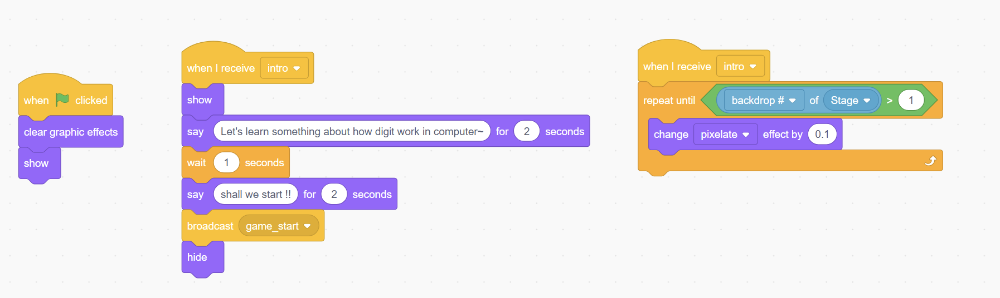 when clicked
clear graphic effects
show
when I receive intro
show
say Let's learn something about how digit work in computer~ for 2 seconds
wait 1 seconds
say shall we start !! for 2 seconds
broadcast game_start
hide
when I receive intro
repeat until backdrop # of Stage > 1
change pixelate effect by 0.1